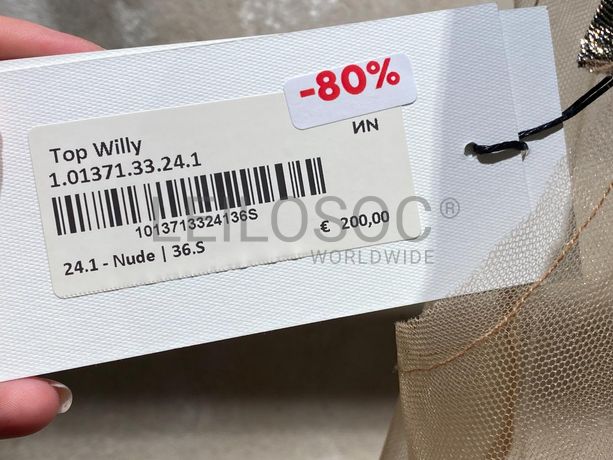 -80%
ИN
Top Willy
1.01371.33.24.1
1013713324136S
€ 200,00
24.1 - Nude | 36.S
LEILOSOC®
WORLDWIDE